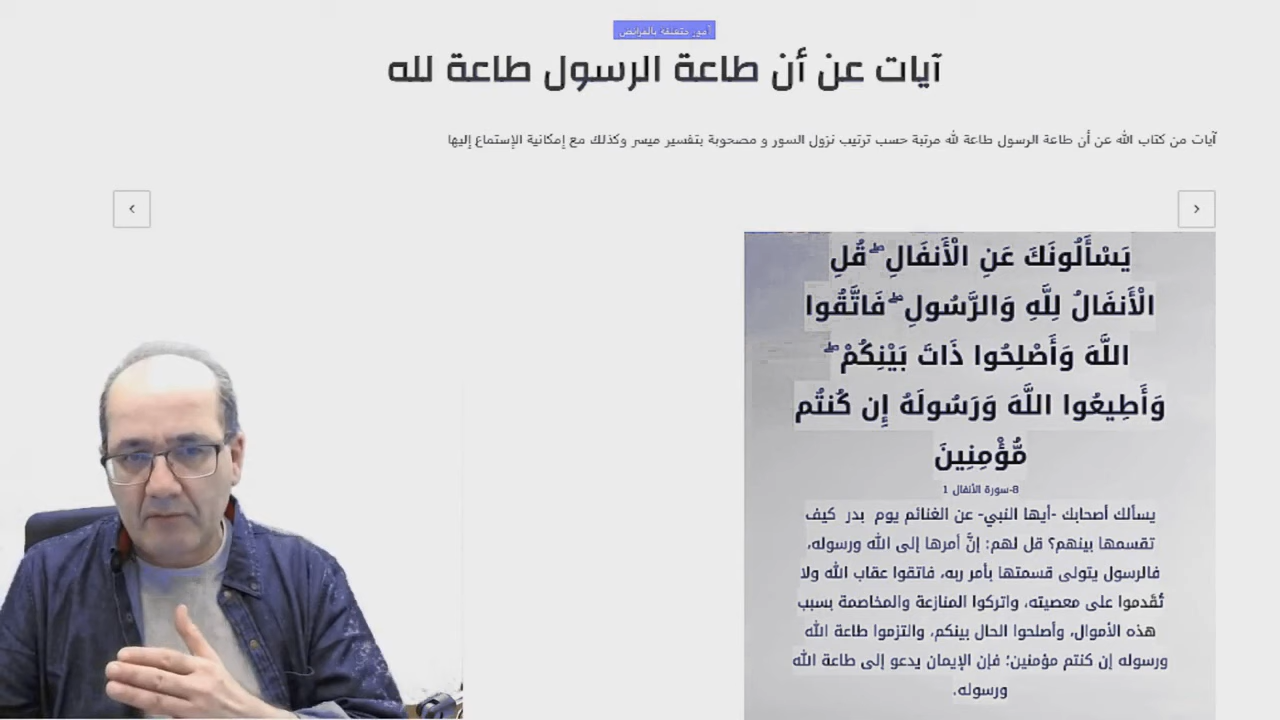 أمور متعلقة بالفرائض
آيات عن أن طاعة الرسول طاعة لله
آيات من كتاب الله عن أن طاعة الرسول طاعة لله مرتبة حسب ترتيب نزول السور و مصحوبة بتفسير ميسر وكذلك مع إمكانية الإستماع إليها
يَسْأَلُونَكَ عَنِ الْأَنفَالِ ۖ قُلِ
الْأَنفَالُ لِلَّهِ وَالرَّسُولِ ۖ فَاتَّقُوا
اللَّهَ وَأَصْلِحُوا ذَاتَ بَيْنِكُمْ ۖ
وَأَطِيعُوا اللَّهَ وَرَسُولَهُ إِن كُنتُم
مُّؤْمِنِينَ
8-سورة الأنفال 1
يسألك أصحابك -أيها النبي- عن الغنائم يوم بدر كيف
تقسمها بينهم؟ قل لهم: إنَّ أمرها إلى الله ورسوله،
فالرسول يتولى قسمتها بأمر ربه، فاتقوا عقاب الله ولا
تُقَدموا على معصيته، واتركوا المنازعة والمخاصمة بسبب
هذه الأموال، وأصلحوا الحال بينكم، والتزموا طاعة الله
ورسوله إن كنتم مؤمنين؛ فإن الإيمان يدعو إلى طاعة الله
ورسوله.